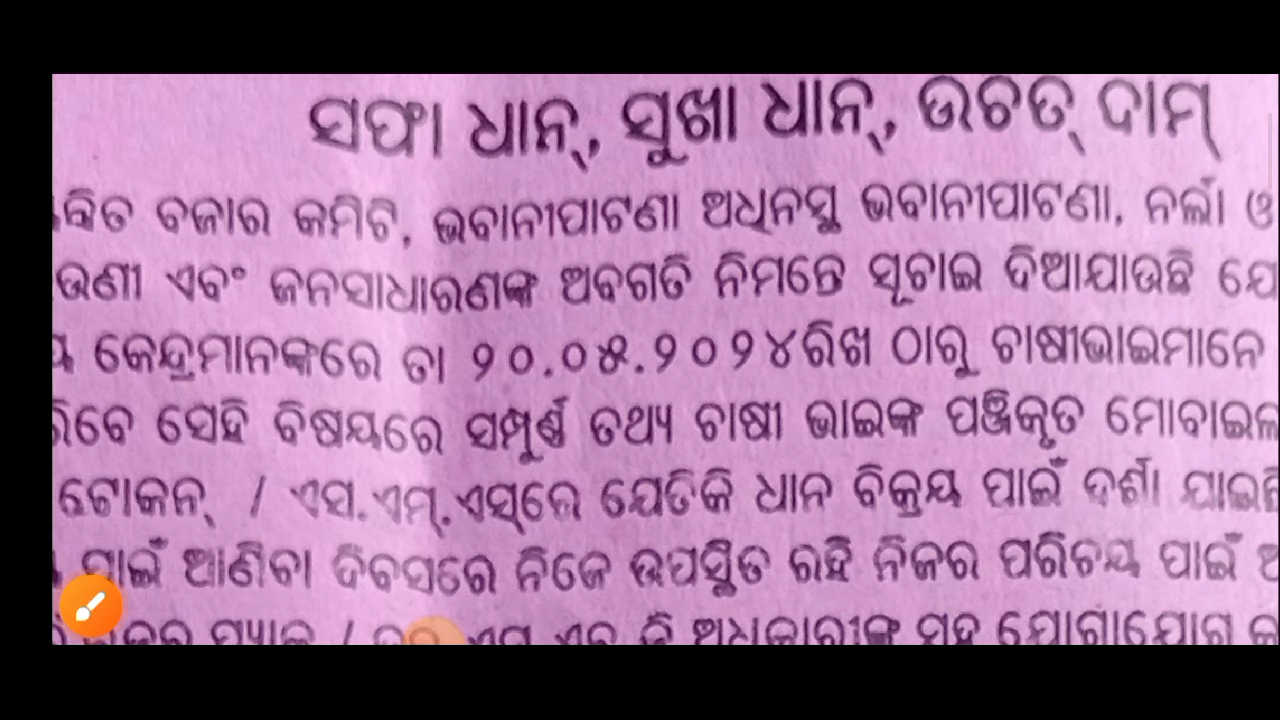 ସଫା ଧାନ୍, ସୁଖା ଧାନ୍, ଉଚିତ୍ ଦାମ୍
ବଜାର କମିଟି, ଭବାନୀପାଟଣା ଅଧିନସ୍ଥ ଭବାନୀପାଟଣା, ନର୍ଲା ଓ
ଏବଂ ଜନସାଧାରଣଙ୍କ ଅବଗତି ନିମନ୍ତେ ସୂଚାଇ ଦିଆଯାଉଛି ଯେ
କେନ୍ଦ୍ରମାନଙ୍କରେ ତା ୨୦.୦୫.୨୦୨୪ରିଖ ଠାରୁ ଚାଷୀଭାଇମାନେ
ସେହି ବିଷୟରେ ସମ୍ପୁର୍ଣ୍ଣ ତଥ୍ୟ ଚାଷୀ ଭାଇଙ୍କ ପଞ୍ଜିକୃତ
ଟୋକନ୍ / ଏସ.ଏମ୍.ଏସ୍‌ରେ ଯେତିକି ଧାନ ବିକ୍ରୟ ପାଇଁ ଦର୍ଶା
ପାଇଁ ଆଣିବା ଦିବସରେ ନିଜେ ଉପସ୍ଥିତ ରହି ନିଜର ପରିଚୟ ପାଇଁ
ଅଧିକାରୀଙ୍କ ସହ ଯୋଗାଯୋଗ